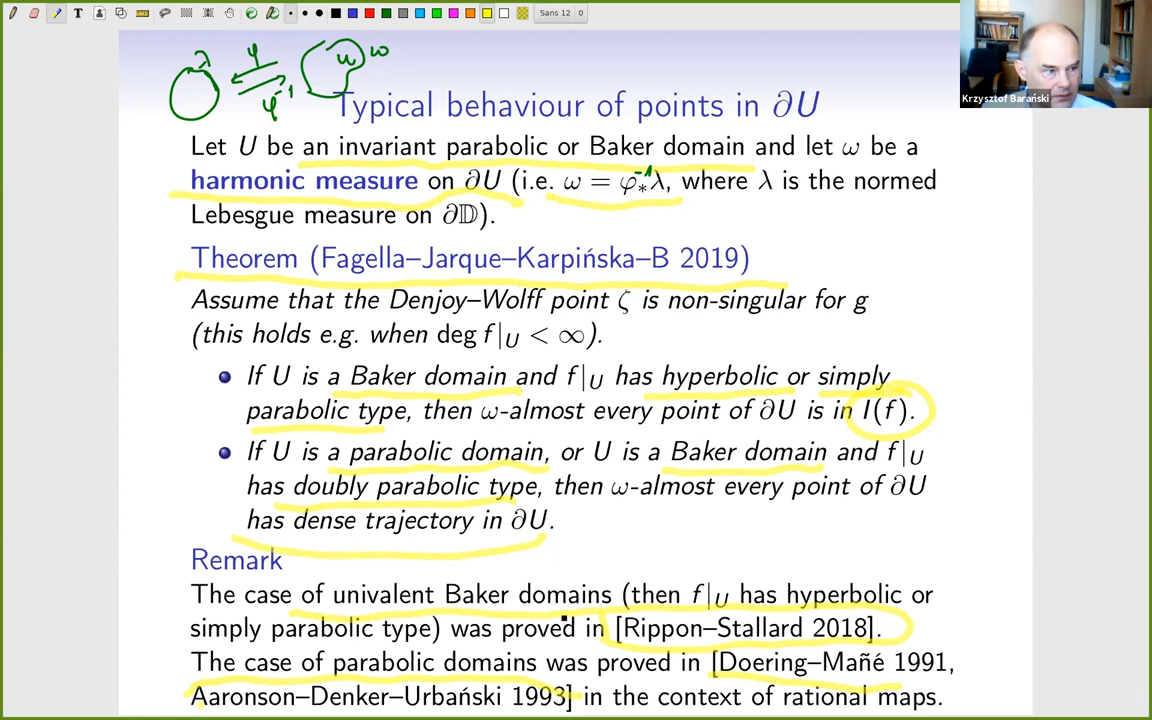 Sans 12
Krzysztof Barański
λ φ φ⁻¹ U ω
Typical behaviour of points in ∂U
Let U be an invariant parabolic or Baker domain and let ω be a
harmonic measure on ∂U (i.e. ω = φ⁻¹∗λ, where λ is the normed
Lebesgue measure on ∂𝔻).
Theorem (Fagella–Jarque–Karpińska–B 2019)
Assume that the Denjoy–Wolff point ζ is non-singular for g
(this holds e.g. when deg f|U < ∞).
• If U is a Baker domain and f|U has hyperbolic or simply
parabolic type, then ω-almost every point of ∂U is in I(f).
• If U is a parabolic domain, or U is a Baker domain and f|U
has doubly parabolic type, then ω-almost every point of ∂U
has dense trajectory in ∂U.
Remark
The case of univalent Baker domains (then f|U has hyperbolic or
simply parabolic type) was proved in [Rippon–Stallard 2018].
The case of parabolic domains was proved in [Doering–Mañé 1991,
Aaronson–Denker–Urbański 1993] in the context of rational maps.